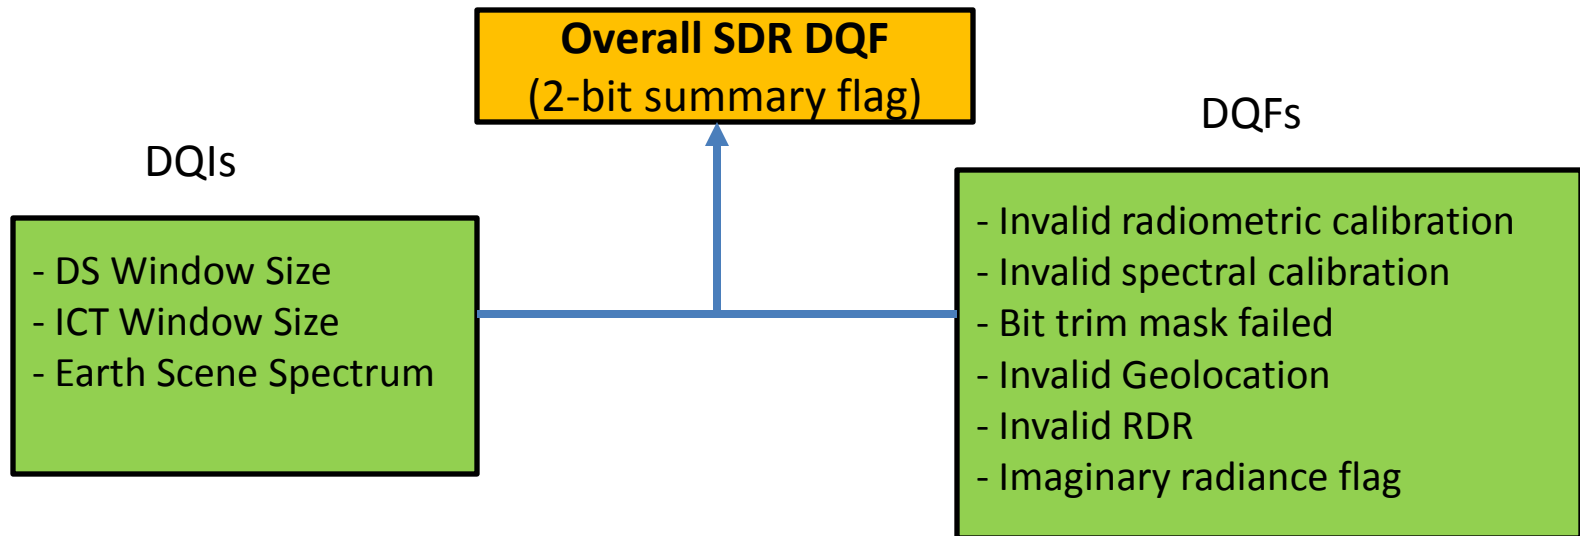 Overall SDR DQF
(2-bit summary flag)
DQIs
- DS Window Size
- ICT Window Size
- Earth Scene Spectrum
DQFs
- Invalid radiometric calibration
- Invalid spectral calibration
- Bit trim mask failed
- Invalid Geolocation
- Invalid RDR
- Imaginary radiance flag